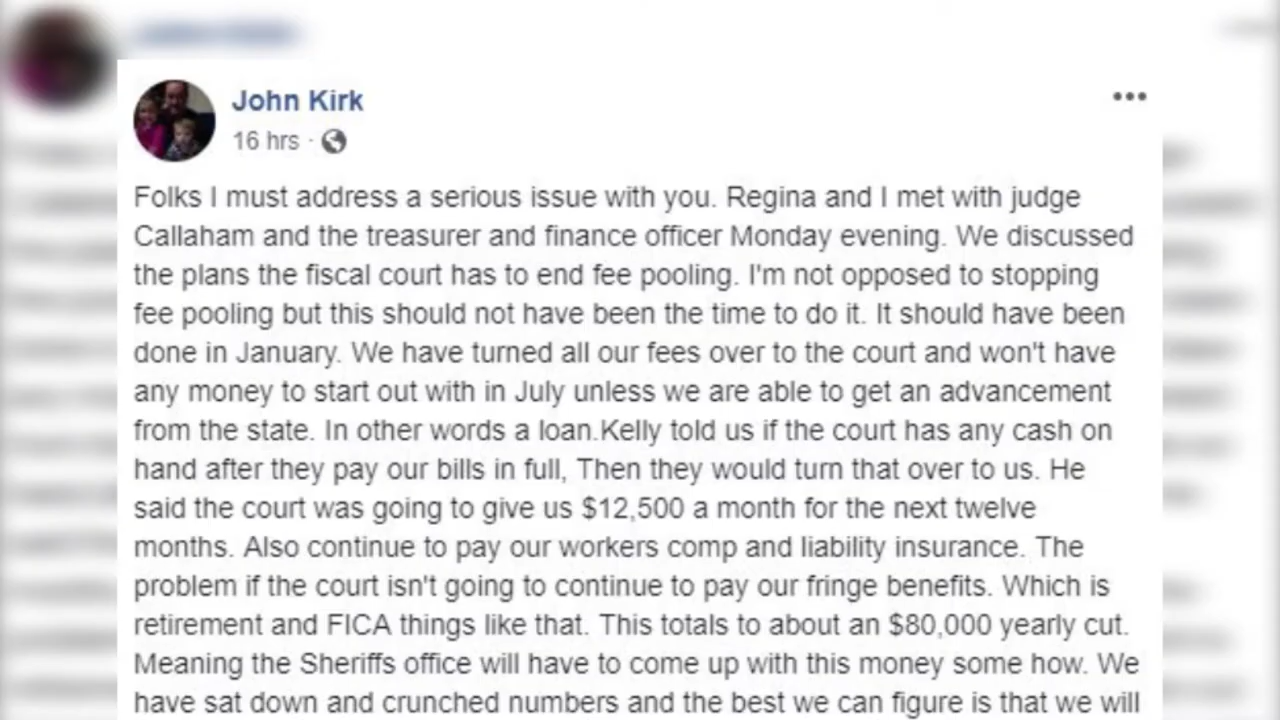 John Kirk
16 hrs ·
Folks I must address a serious issue with you. Regina and I met with judge
Callaham and the treasurer and finance officer Monday evening. We discussed
the plans the fiscal court has to end fee pooling. I'm not opposed to stopping
fee pooling but this should not have been the time to do it. It should have been
done in January. We have turned all our fees over to the court and won't have
any money to start out with in July unless we are able to get an advancement
from the state. In other words a loan.Kelly told us if the court has any cash on
hand after they pay our bills in full, Then they would turn that over to us. He
said the court was going to give us $12,500 a month for the next twelve
months. Also continue to pay our workers comp and liability insurance. The
problem if the court isn't going to continue to pay our fringe benefits. Which is
retirement and FICA things like that. This totals to about an $80,000 yearly cut.
Meaning the Sheriffs office will have to come up with this money some how. We
have sat down and crunched numbers and the best we can figure is that we will